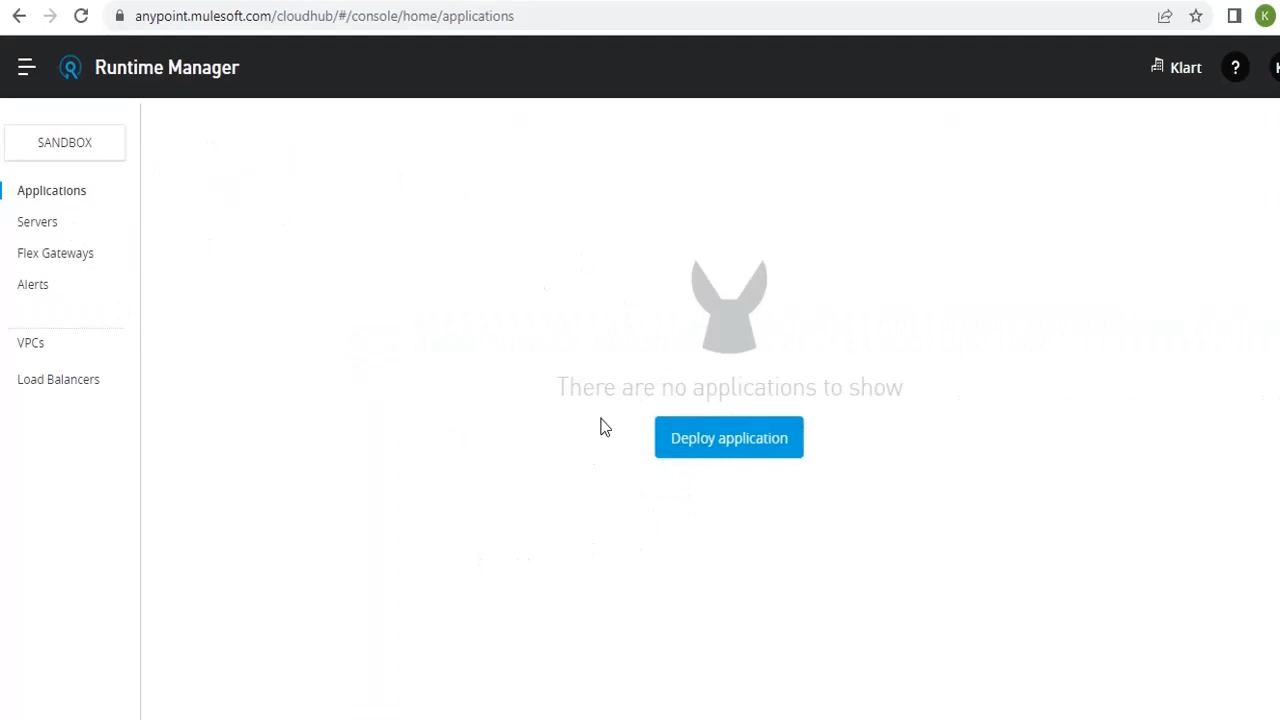 anypoint.mulesoft.com/cloudhub/#/console/home/applications
K
Runtime Manager
Klart
?
SANDBOX
Applications
Servers
Flex Gateways
Alerts
VPCs
Load Balancers
There are no applications to show
Deploy application